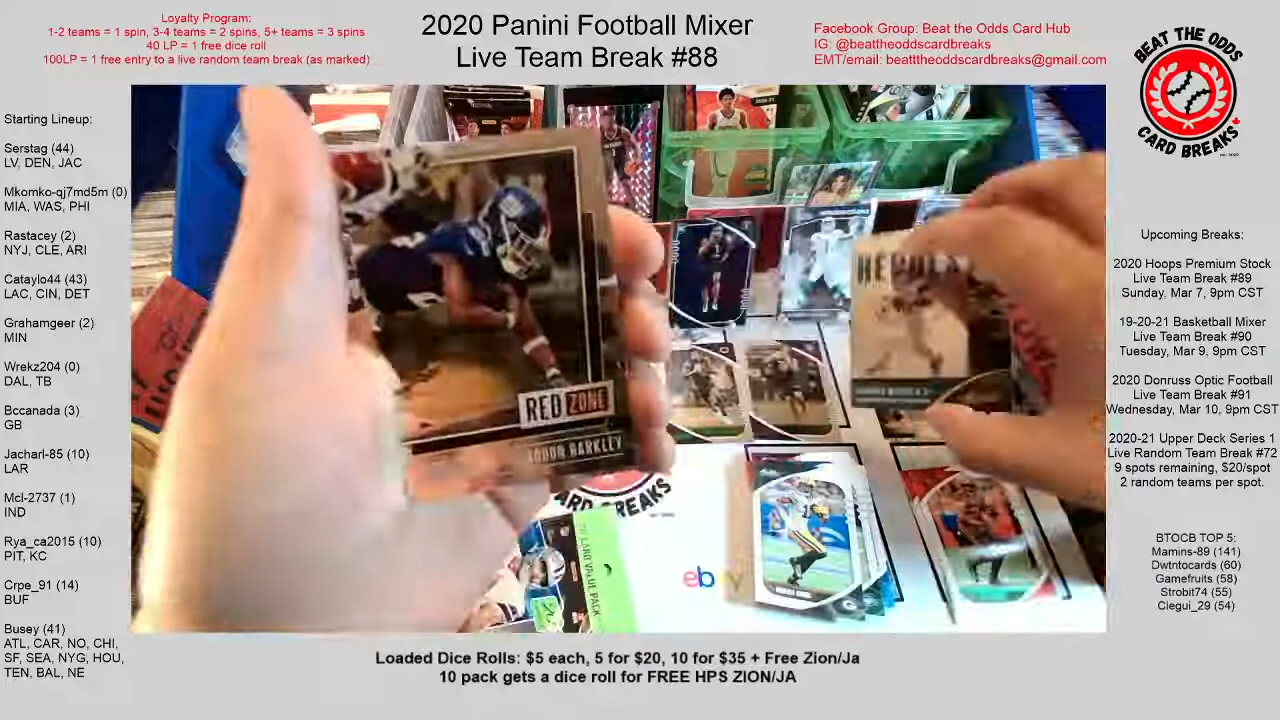 Loyalty Program:
1-2 teams = 1 spin, 3-4 teams = 2 spins, 5+ teams = 3 spins
40 LP = 1 free dice roll
100LP = 1 free entry to a live random team break (as marked)
2020 Panini Football Mixer
Live Team Break #88
Facebook Group: Beat the Odds Card Hub
IG: @beattheoddscardbreaks
EMT/email: beatttheoddscardbreaks@gmail.com
BEAT THE ODDS
CARD BREAKS
Starting Lineup:
Serstag (44)
LV, DEN, JAC
Mkomko-qi7md5m (0)
MIA, WAS, PHI
Rastacey (2)
NYJ, CLE, ARI
Cataylo44 (43)
LAC, CIN, DET
Grahamgeer (2)
MIN
Wrekz204 (0)
DAL, TB
Bccanada (3)
GB
Jachan95 (10)
LAR
Mcl-2737 (1)
IND
Rya_ca2015 (10)
PIT, KC
Crpe_91 (14)
BUF
Busey (41)
ATL, CAR, NO, CHI,
SF, SEA, NYG, HOU,
TEN, BAL, NE
RED ZONE
BARKLEY
CARD BREAKS
VALUE PACK
eb
Upcoming Breaks:
2020 Hoops Premium Stock
Live Team Break #89
Sunday, Mar 7, 9pm CST
19-20-21 Basketball Mixer
Live Team Break #90
Tuesday, Mar 9, 9pm CST
2020 Donruss Optic Football
Live Team Break #91
Wednesday, Mar 10, 9pm CST
2020-21 Upper Deck Series 1
Live Random Team Break #72
9 spots remaining, $20/spot
2 random teams per spot.
BTOCB TOP 5:
Mamins-89 (141)
Dwtntocards (60)
Gamefruits (58)
Strobit74 (55)
Clegui_29 (54)
Loaded Dice Rolls: $5 each, 5 for $20, 10 for $35 + Free Zion/Ja
10 pack gets a dice roll for FREE HPS ZION/JA